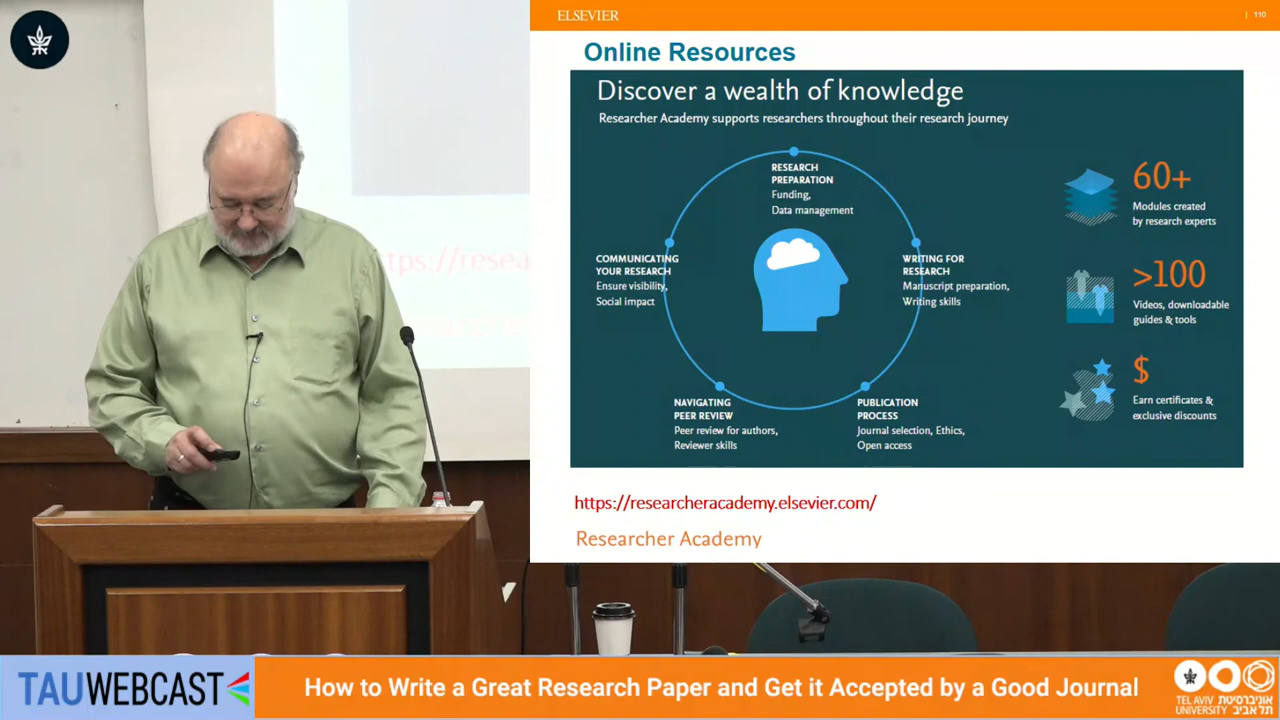 ELSEVIER
110
Online Resources
Discover a wealth of knowledge
Researcher Academy supports researchers throughout their research journey
RESEARCH
PREPARATION
Funding,
Data management
COMMUNICATING
YOUR RESEARCH
Ensure visibility,
Social impact
WRITING FOR
RESEARCH
Manuscript preparation,
Writing skills
NAVIGATING
PEER REVIEW
Peer review for authors,
Reviewer skills
PUBLICATION
PROCESS
Journal selection, Ethics,
Open access
60+
Modules created
by research experts
>100
Videos, downloadable
guides & tools
$
Earn certificates &
exclusive discounts
https://researcheracademy.elsevier.com/
Researcher Academy
ttps://resea
TAUWEBCAST
How to Write a Great Research Paper and Get it Accepted by a Good Journal
TEL AVIV
UNIVERSITY
אוניברסיטת
תל אביב